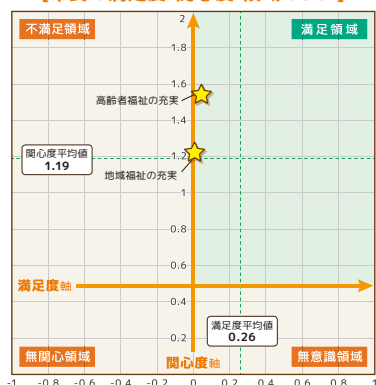 不満足領域
満足領域
2
1.8
1.6
高齢者福祉の充実
1.4
関心度平均値
1.19
1.2
地域福祉の充実
1
0.8
0.6
満足度軸
0.4
満足度平均値
0.26
0.2
無関心領域
関心度軸
無意識領域
-1 -0.8 -0.6 -0.4 -0.2 0 0.2 0.4 0.6 0.8 1